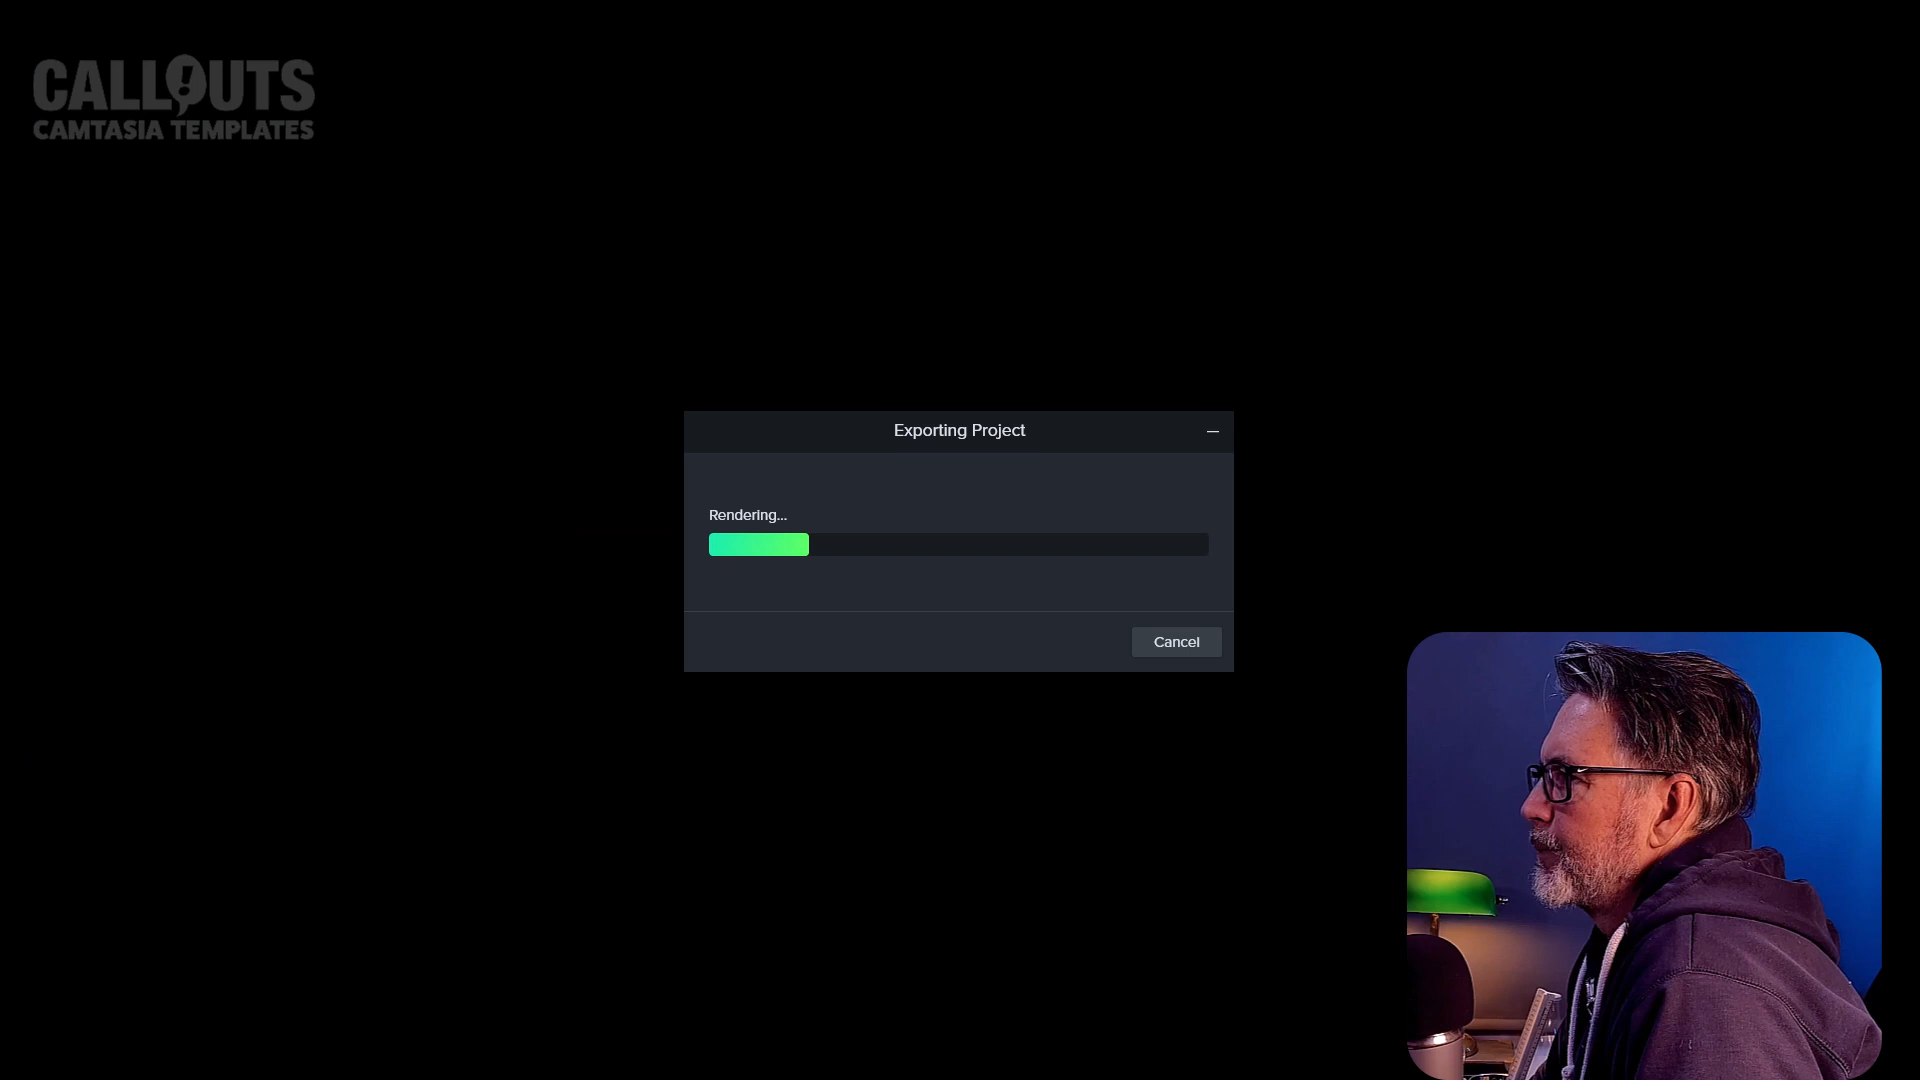 CALLOUTS
CAMTASIA TEMPLATES
Exporting Project
Rendering...
Cancel